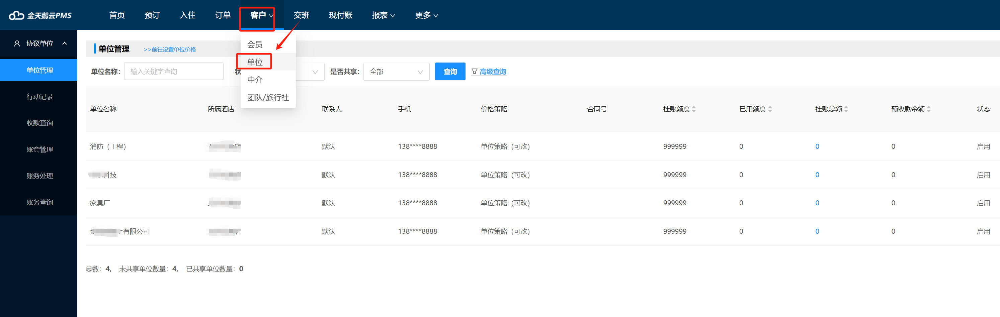 金天鹅云PMS 首页 预订 入住 订单 客户 交班 现付账 报表 更多
协议单位
单位管理
行动记录
收款查询
账套管理
账务处理
账务查询
会员
单位
中介
团队/旅行社
单位管理 >>前往设置单位价格
单位名称: 输入关键字查询 状 是否共享: 全部 查询 高级查询
单位名称 所属酒店 联系人 手机 价格策略 合同号 挂账额度 已用额度 挂账总额 预收款余额 状态
消防（工程） 默认 138****8888 单位策略（可改） 999999 0 0 0 启用
科技 默认 138****8888 单位策略（可改） 999999 0 0 0 启用
家具厂 默认 138****8888 单位策略（可改） 999999 0 0 0 启用
有限公司 默认 138****8888 单位策略（可改） 999999 0 0 0 启用
总数: 4, 未共享单位数量: 4, 已共享单位数量: 0